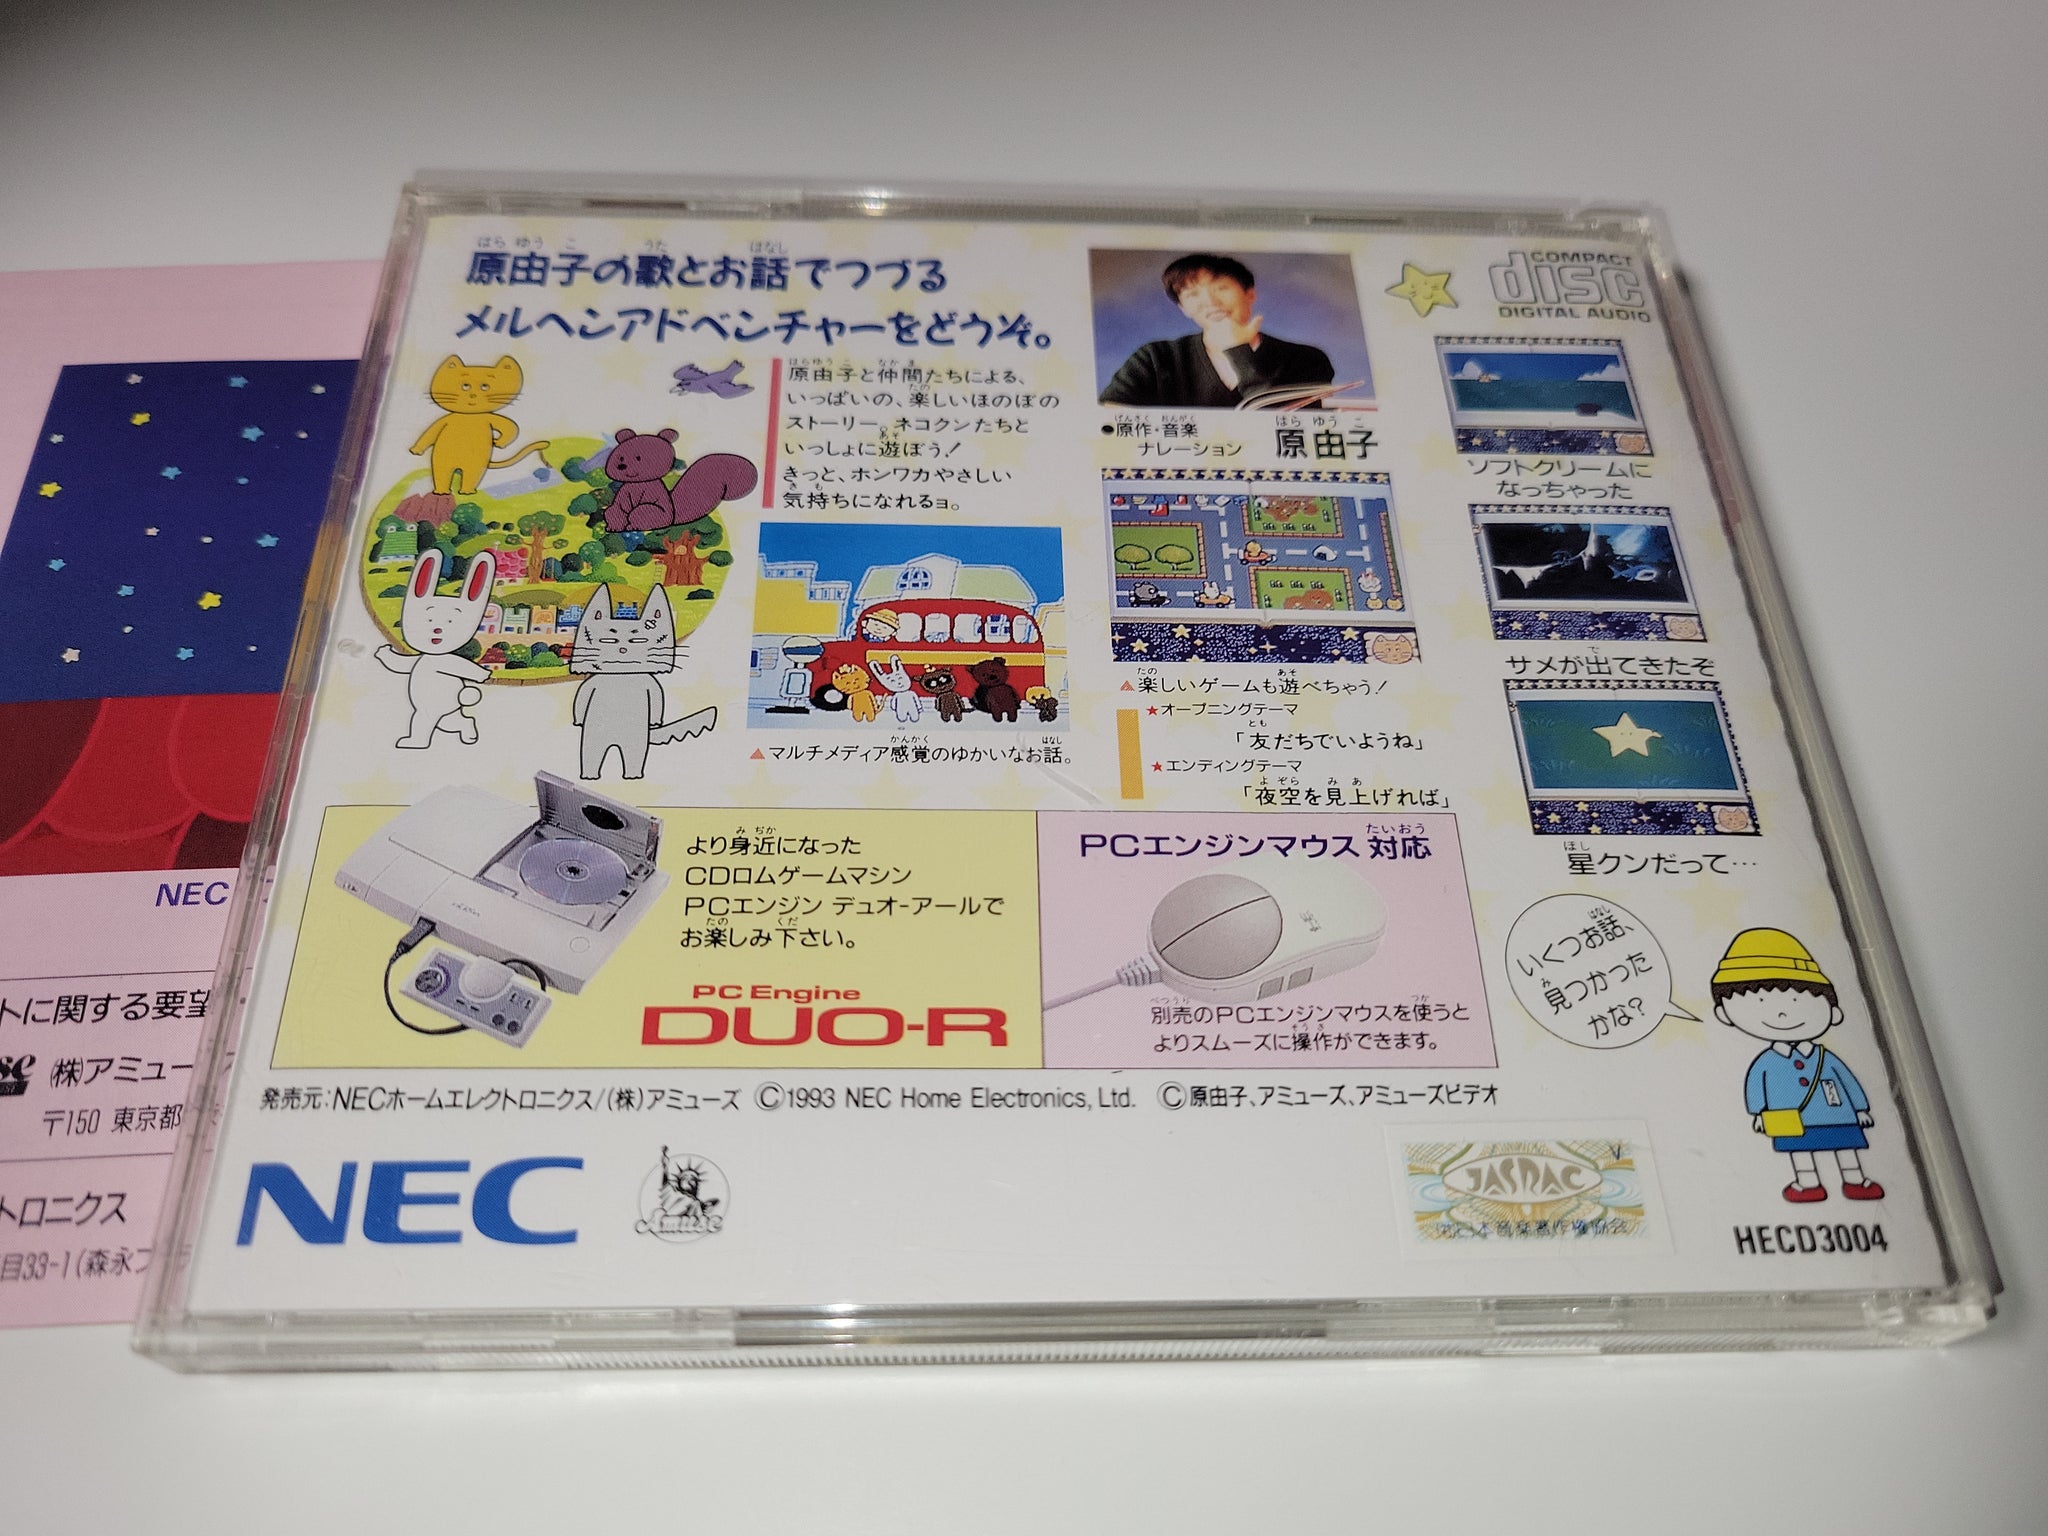 原由子の歌とお話でつづる
メルヘンアドベンチャーをどうぞ。
原由子と仲間たちによる、
いっぱいの、楽しいほのぼの
ストーリー。ネコクンたちと
いっしょに遊ぼう!
きっと、ホンワカやさしい
気持ちになれるョ。
▲マルチメディア感覚のゆかいなお話。
●原作・音楽
ナレーション
原由子
▲楽しいゲームも遊べちゃう!
★オープニングテーマ
「友だちでいようね」
★エンディングテーマ
「夜空を見上げれば」
COMPACT
disc
DIGITAL AUDIO
ソフトクリームに
なっちゃった
サメが出てきたぞ
星クンだって…
いくつお話、
見つかった
かな?
より身近になった
CDロムゲームマシン
PCエンジン デュオ-アールで
お楽しみ下さい。
PC Engine
DUO-R
PCエンジンマウス 対応
別売のPCエンジンマウスを使うと
よりスムーズに操作ができます。
発売元:NECホームエレクトロニクス/(株)アミューズ ©1993 NEC Home Electronics, Ltd. ©原由子、アミューズ、アミューズビデオ
NEC
Amuse
JASRAC
HECD3004
NEC
トに関する要望
(株)アミュー
〒150 東京都
トロニクス
目33-1(森永プ